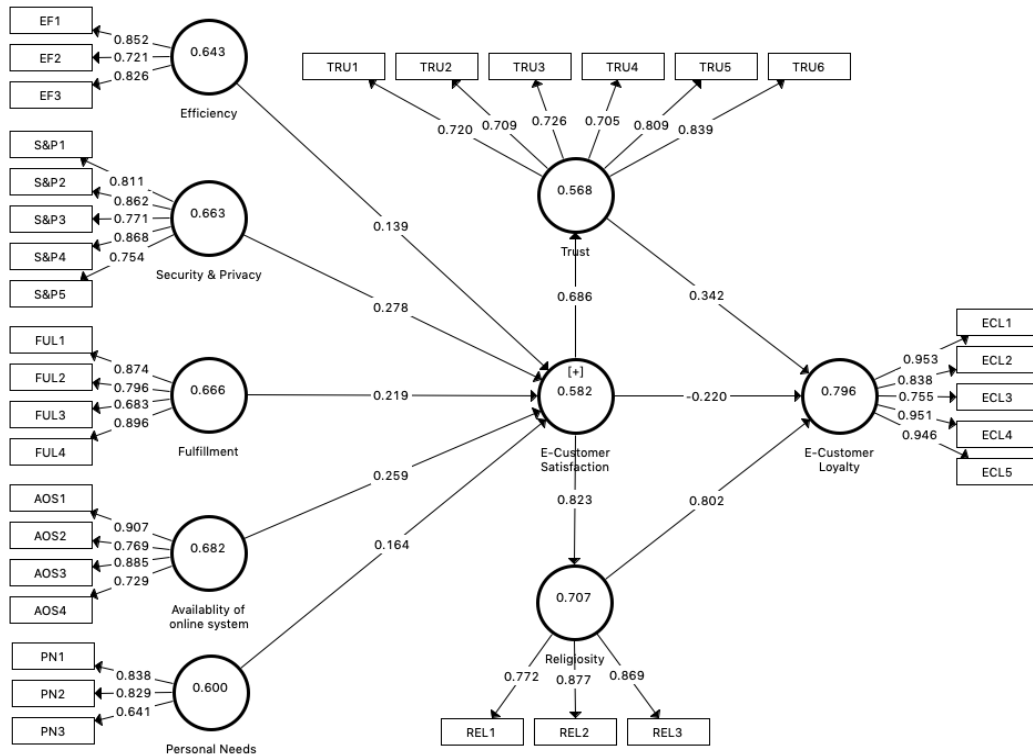 EF1
EF2
EF3
0.852
0.721
0.826
0.643
Efficiency
S&P1
S&P2
S&P3
S&P4
S&P5
0.811
0.862
0.771
0.868
0.754
0.663
Security & Privacy
FUL1
FUL2
FUL3
FUL4
0.874
0.796
0.683
0.896
0.666
Fulfillment
AOS1
AOS2
AOS3
AOS4
0.907
0.769
0.885
0.729
0.682
Availablity of
online system
PN1
PN2
PN3
0.838
0.829
0.641
0.600
Personal Needs
0.139
0.278
0.219
0.259
0.164
TRU1
TRU2
TRU3
TRU4
TRU5
TRU6
0.720
0.709
0.726
0.705
0.809
0.839
0.568
Trust
0.686
[+]
0.582
E-Customer
Satisfaction
0.823
0.707
Religiosity
0.772
0.877
0.869
REL1
REL2
REL3
0.342
-0.220
0.802
0.796
E-Customer
Loyalty
0.953
0.838
0.755
0.951
0.946
ECL1
ECL2
ECL3
ECL4
ECL5